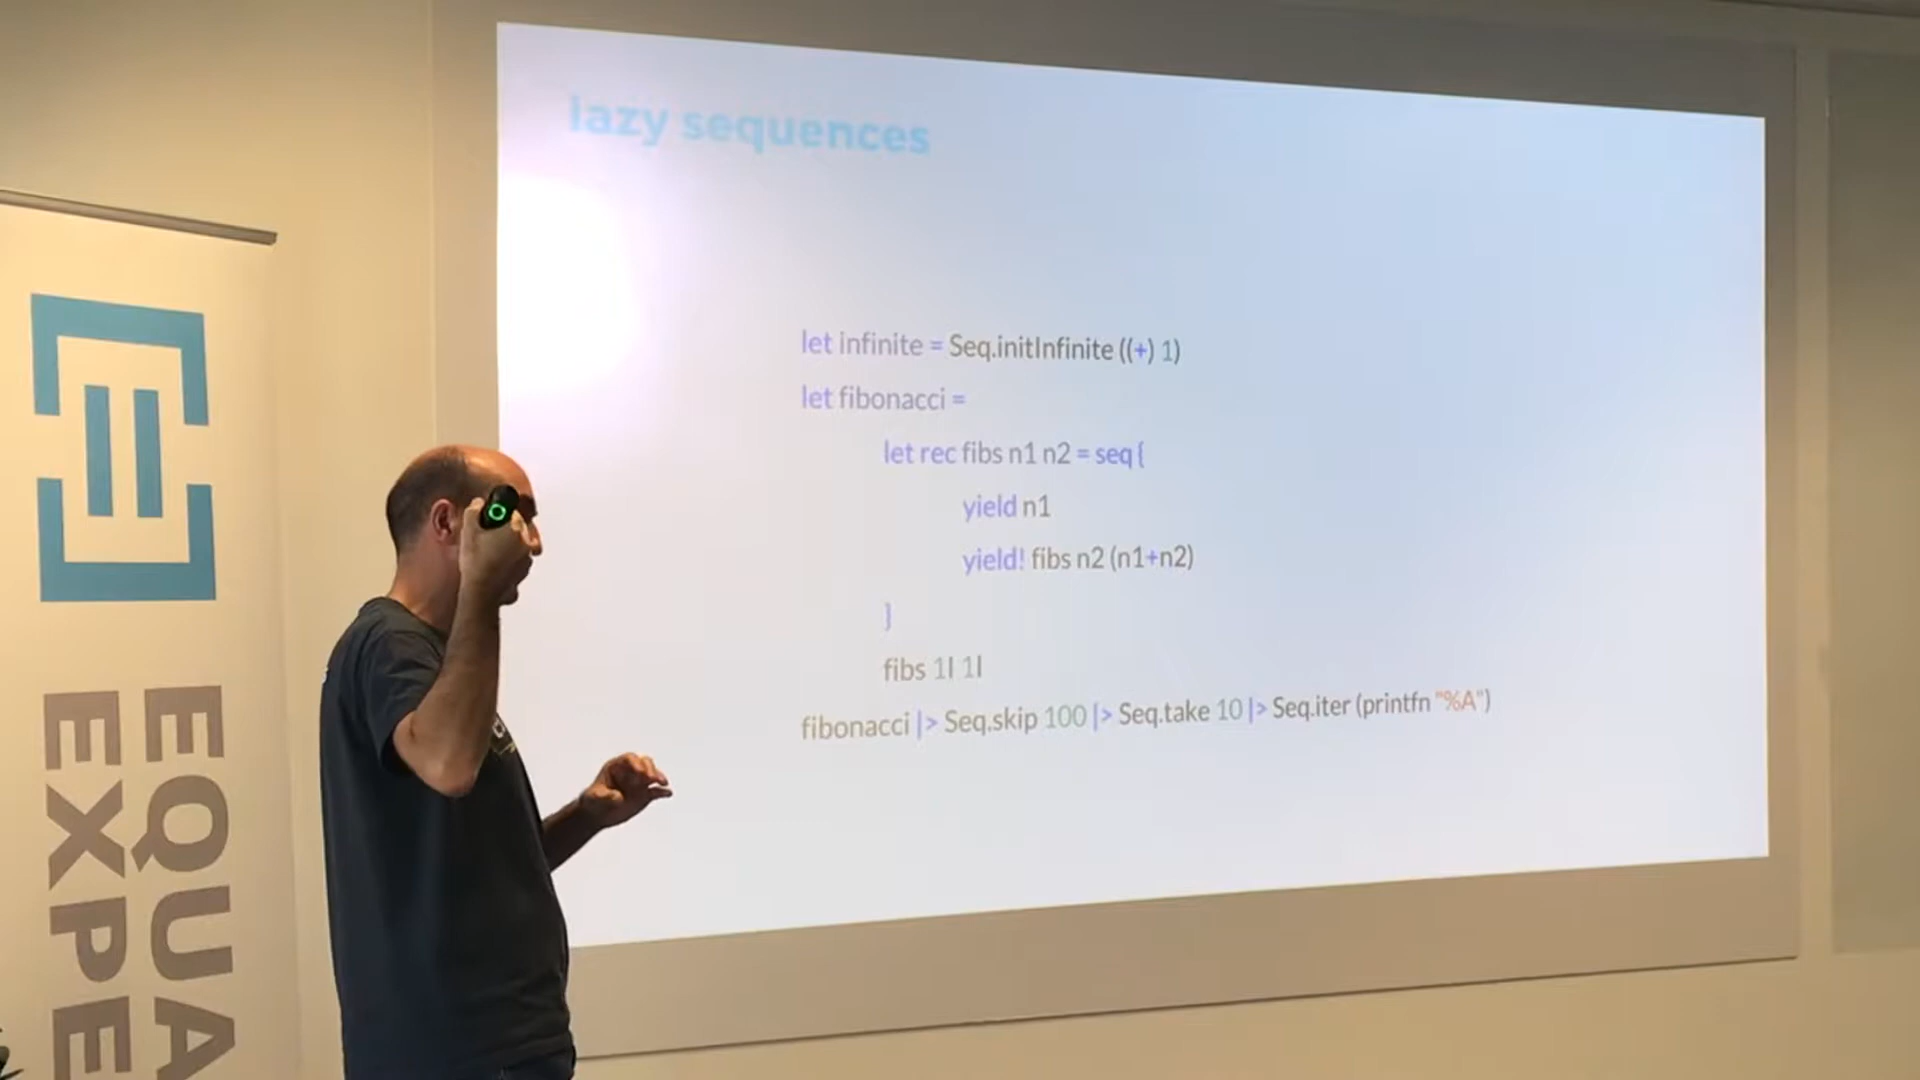 lazy sequences
let infinite = Seq.initInfinite ((+) 1)
let fibonacci =
let rec fibs n1 n2 = seq {
yield n1
yield! fibs n2 (n1+n2)
}
fibs 1I 1I
fibonacci |> Seq.skip 100 |> Seq.take 10 |> Seq.iter (printfn "%A")
EQUA
EXPE